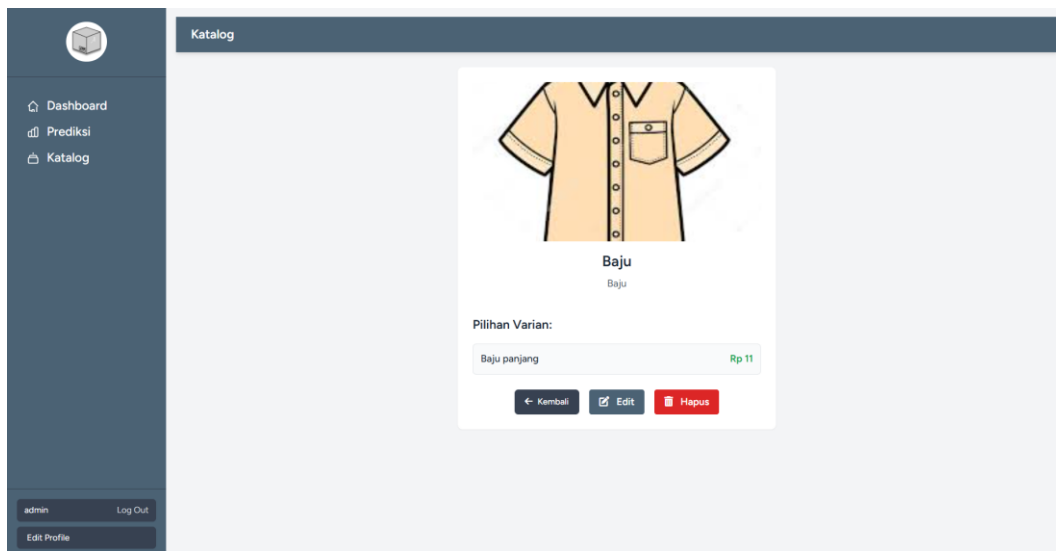 Katalog
Dashboard
Prediksi
Katalog
Baju
Baju
Pilihan Varian:
Baju panjang Rp 11
← Kembali Edit Hapus
admin Log Out
Edit Profile